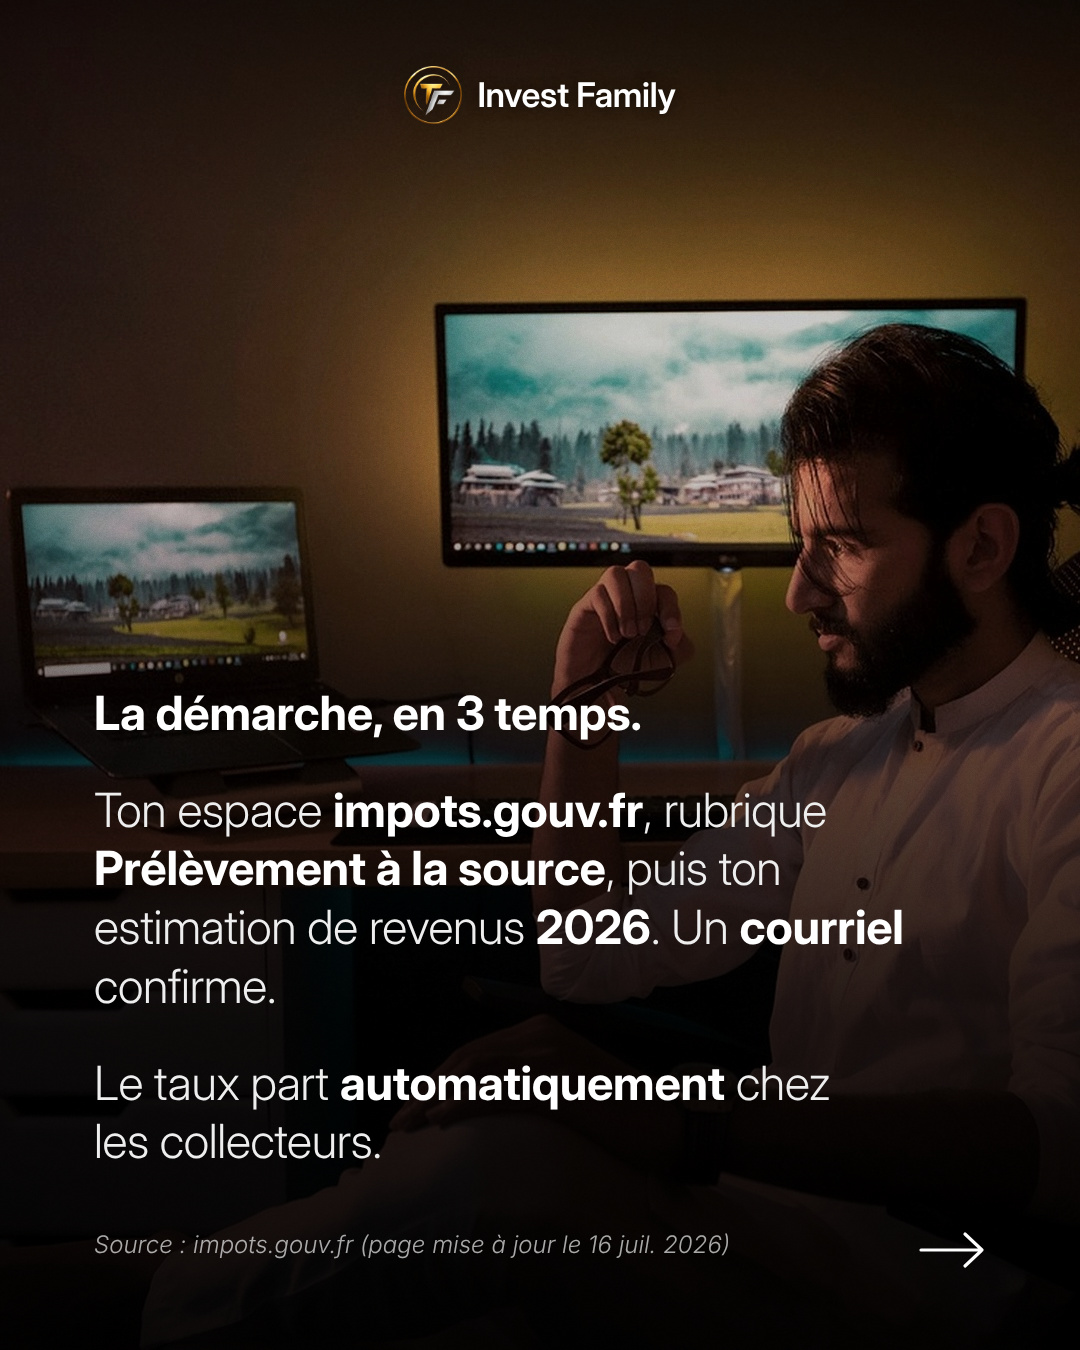 TF Invest Family
La démarche, en 3 temps.
Ton espace impots.gouv.fr, rubrique
Prélèvement à la source, puis ton
estimation de revenus 2026. Un courriel
confirme.
Le taux part automatiquement chez
les collecteurs.
Source : impots.gouv.fr (page mise à jour le 16 juil. 2026)